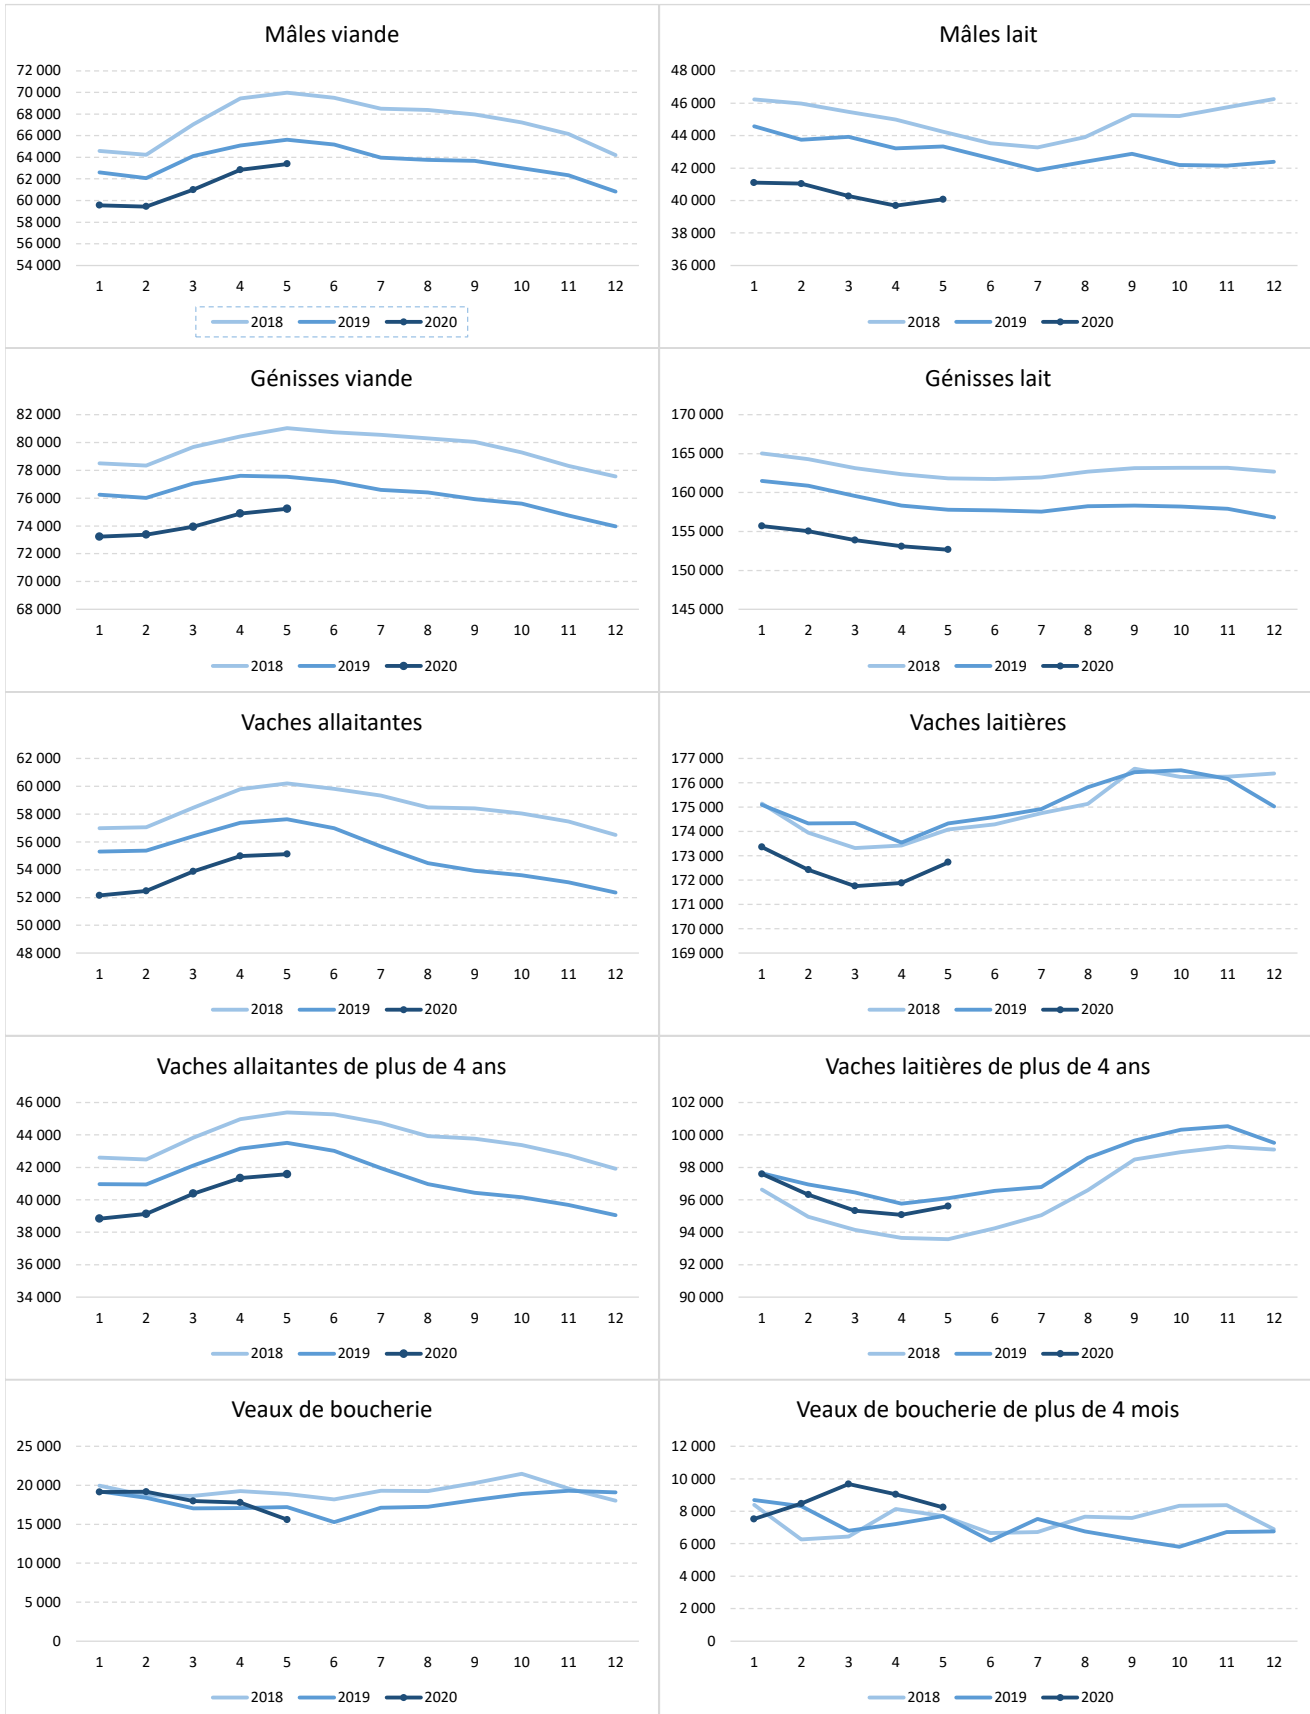 Mâles viande
72 000
70 000
68 000
66 000
64 000
62 000
60 000
58 000
56 000
54 000
1 2 3 4 5 6 7 8 9 10 11 12
2018 2019 2020
Mâles lait
48 000
46 000
44 000
42 000
40 000
38 000
36 000
1 2 3 4 5 6 7 8 9 10 11 12
2018 2019 2020
Génisses viande
82 000
80 000
78 000
76 000
74 000
72 000
70 000
68 000
1 2 3 4 5 6 7 8 9 10 11 12
2018 2019 2020
Génisses lait
170 000
165 000
160 000
155 000
150 000
145 000
1 2 3 4 5 6 7 8 9 10 11 12
2018 2019 2020
Vaches allaitantes
62 000
60 000
58 000
56 000
54 000
52 000
50 000
48 000
1 2 3 4 5 6 7 8 9 10 11 12
2018 2019 2020
Vaches laitières
177 000
176 000
175 000
174 000
173 000
172 000
171 000
170 000
169 000
1 2 3 4 5 6 7 8 9 10 11 12
2018 2019 2020
Vaches allaitantes de plus de 4 ans
46 000
44 000
42 000
40 000
38 000
36 000
34 000
1 2 3 4 5 6 7 8 9 10 11 12
2018 2019 2020
Vaches laitières de plus de 4 ans
102 000
100 000
98 000
96 000
94 000
92 000
90 000
1 2 3 4 5 6 7 8 9 10 11 12
2018 2019 2020
Veaux de boucherie
25 000
20 000
15 000
10 000
5 000
0
1 2 3 4 5 6 7 8 9 10 11 12
2018 2019 2020
Veaux de boucherie de plus de 4 mois
12 000
10 000
8 000
6 000
4 000
2 000
0
1 2 3 4 5 6 7 8 9 10 11 12
2018 2019 2020